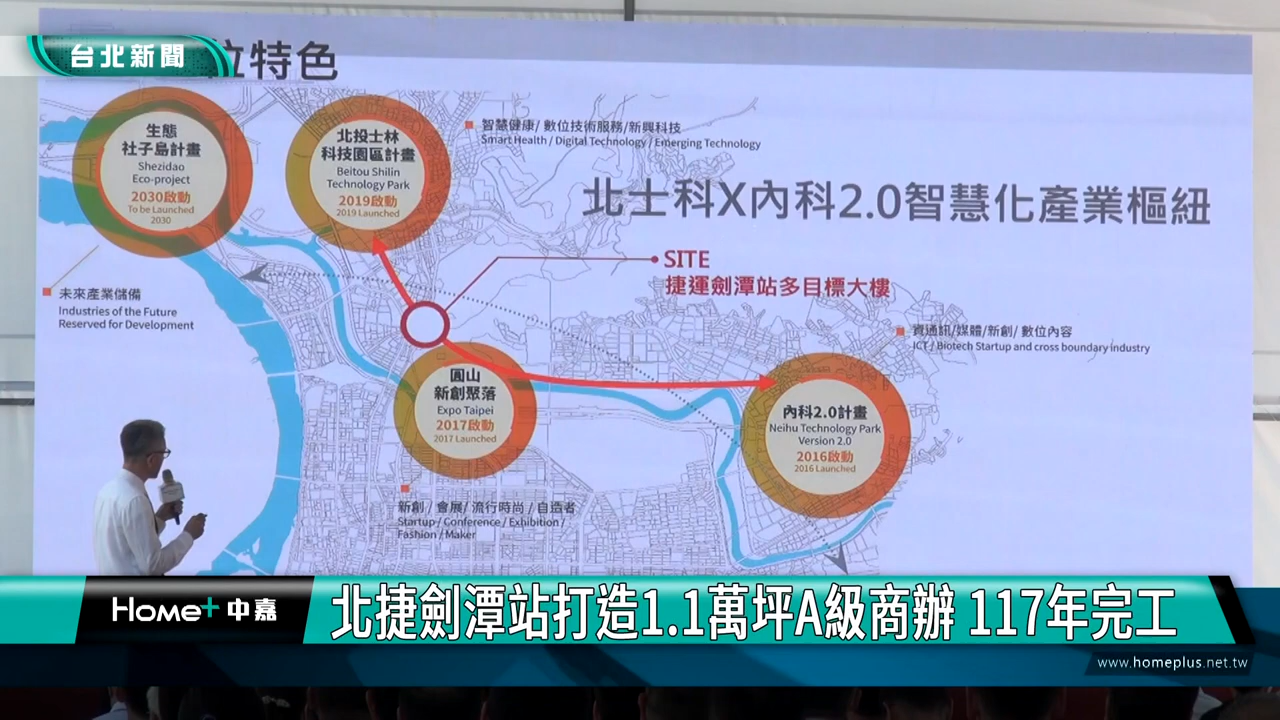 台北新聞
位特色
生態
社子島計畫
Shezidao
Eco-project
2030啟動
To be Launched
2030
北投士林
科技園區計畫
Beitou Shilin
Technology Park
2019啟動
2019 Launched
智慧健康/ 數位技術服務/新興科技
Smart Health / Digital Technology / Emerging Technology
北士科X內科2.0智慧化產業樞紐
SITE
捷運劍潭站多目標大樓
未來產業儲備
Industries of the Future
Reserved for Development
資通訊/媒體/新創/ 數位內容
ICT / Biotech Startup and cross boundary industry
圓山
新創聚落
Expo Taipei
2017啟動
2017 Launched
內科2.0計畫
Neihu Technology Park
Version 2.0
2016啟動
2016 Launched
新創 / 會展/ 流行時尚 / 自造者
Startup / Conference / Exhibition /
Fashion / Maker
Home+ 中嘉
北捷劍潭站打造1.1萬坪A級商辦 117年完工
www.homeplus.net.tw